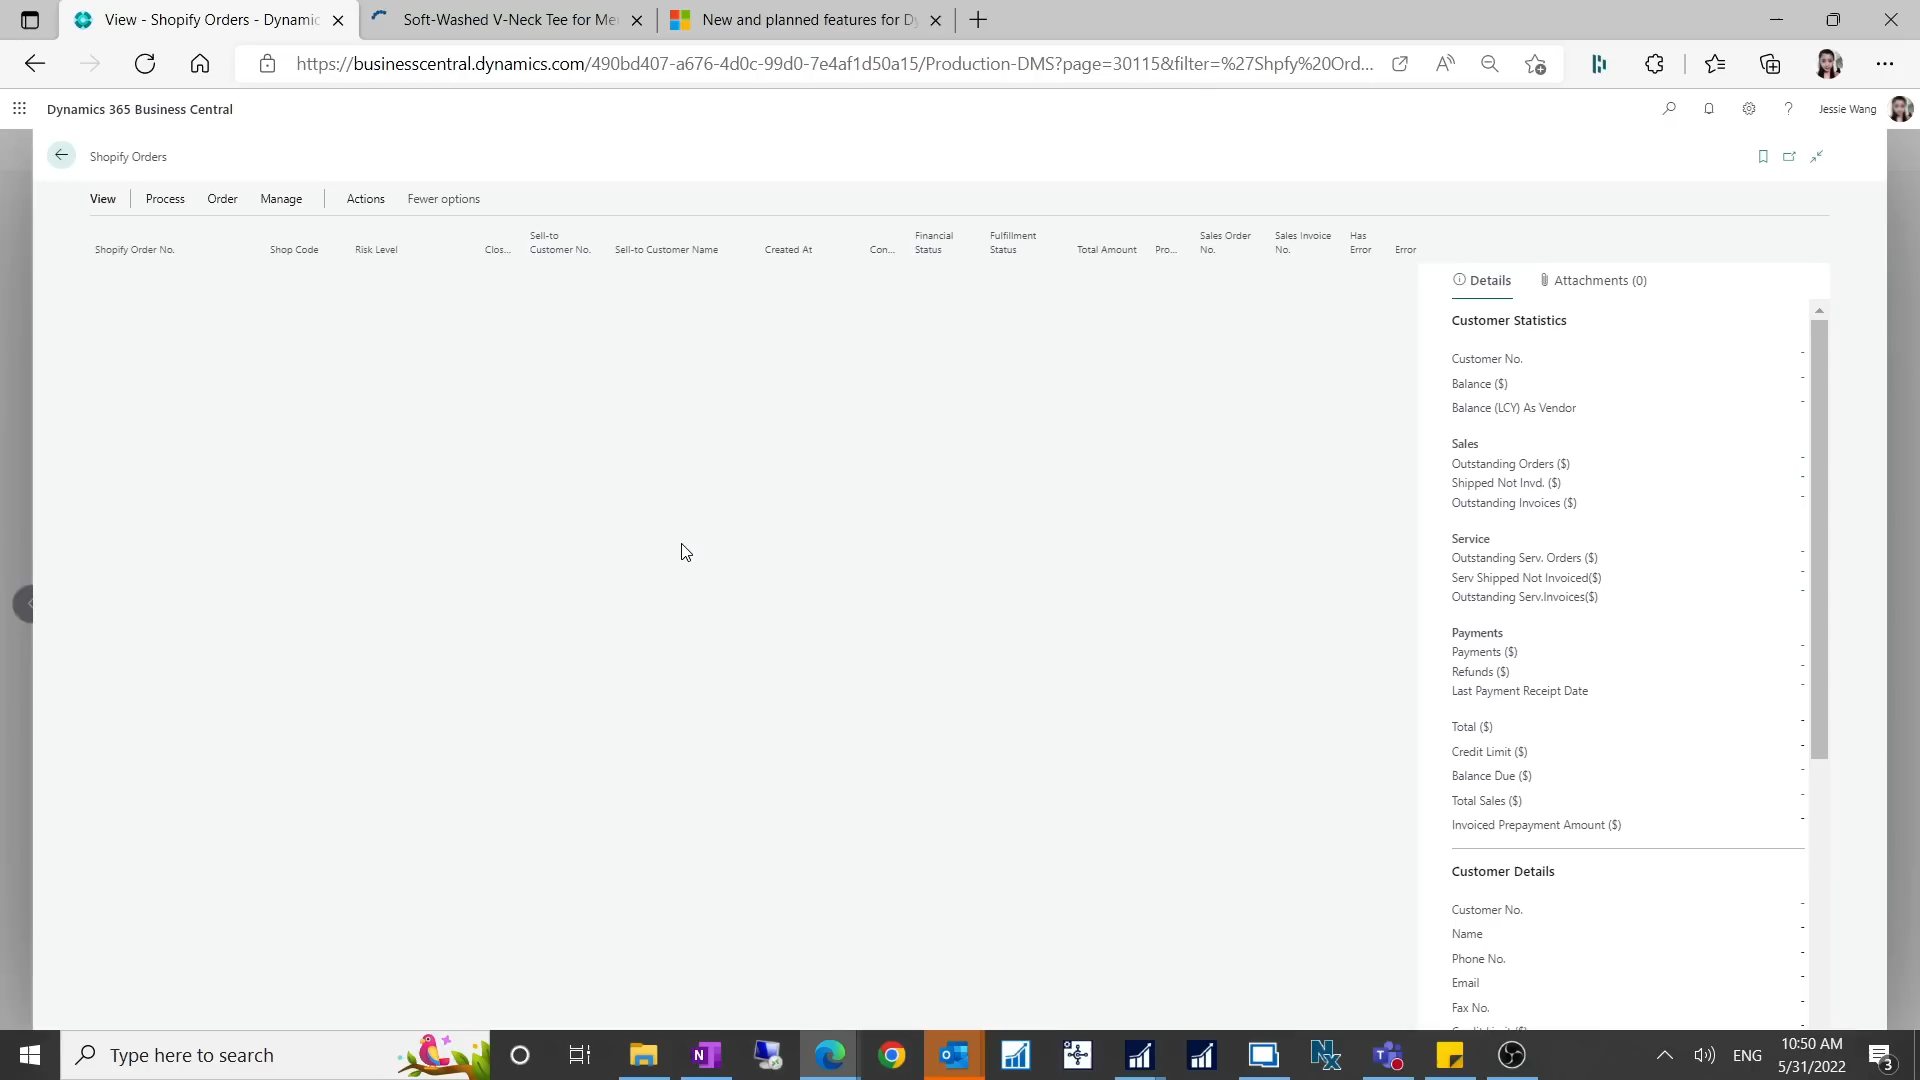 View - Shopify Orders - Dynamic
Soft-Washed V-Neck Tee for Me
New and planned features for Dy
https://businesscentral.dynamics.com/490bd407-a676-4d0c-99d0-7e4af1d50a15/Production-DMS?page=30115&filter=%27Shpfy%20Ord...
Dynamics 365 Business Central
Jessie Wang
Shopify Orders
View
Process
Order
Manage
Actions
Fewer options
Shopify Order No.
Shop Code
Risk Level
Clos...
Sell-to
Customer No.
Sell-to Customer Name
Created At
Con...
Financial
Status
Fulfillment
Status
Total Amount
Pro...
Sales Order
No.
Sales Invoice
No.
Has
Error
Error
Details
Attachments (0)
Customer Statistics
Customer No. -
Balance ($) -
Balance (LCY) As Vendor -
Sales
Outstanding Orders ($) -
Shipped Not Invd. ($) -
Outstanding Invoices ($) -
Service
Outstanding Serv. Orders ($) -
Serv Shipped Not Invoiced($) -
Outstanding Serv.Invoices($) -
Payments
Payments ($) -
Refunds ($) -
Last Payment Receipt Date -
Total ($) -
Credit Limit ($) -
Balance Due ($) -
Total Sales ($) -
Invoiced Prepayment Amount ($) -
Customer Details
Customer No. -
Name -
Phone No. -
Email -
Fax No. -
Credit Limit ($) -
Type here to search
ENG
10:50 AM
5/31/2022
3